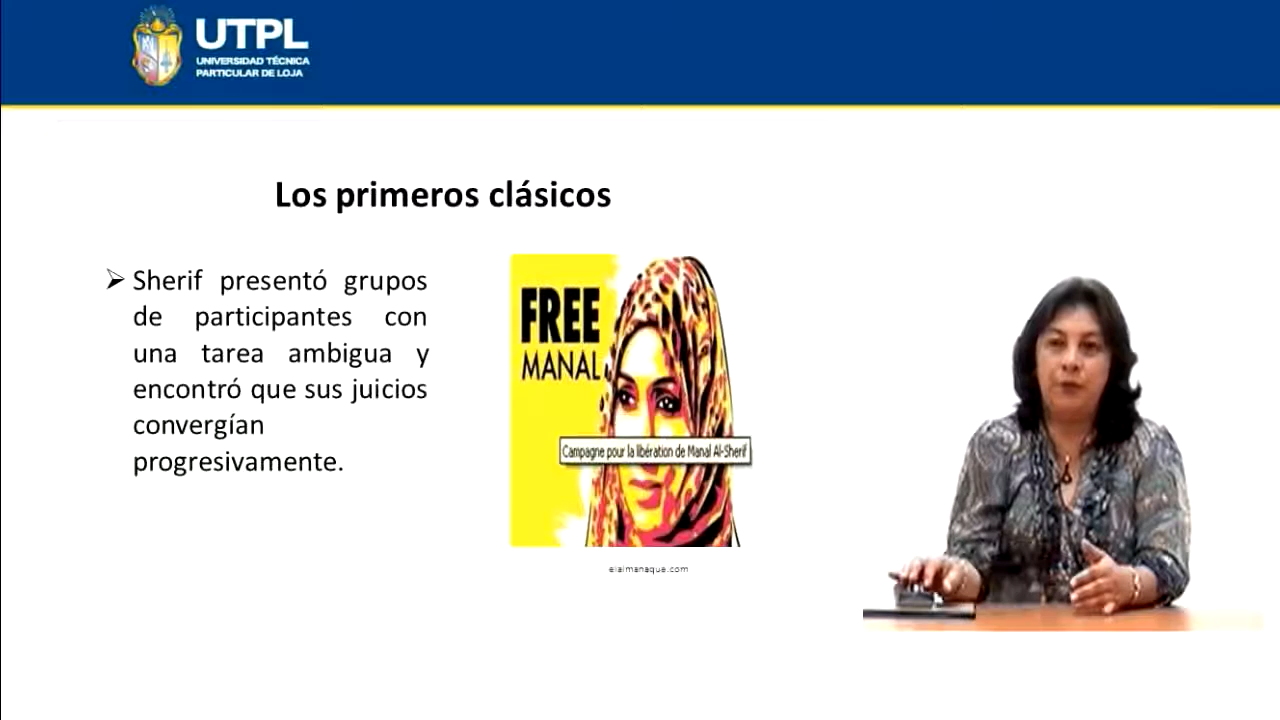 UTPL
UNIVERSIDAD TÉCNICA
PARTICULAR DE LOJA
Los primeros clásicos
➢ Sherif presentó grupos
de participantes con
una tarea ambigua y
encontró que sus juicios
convergían
progresivamente.
FREE
MANAL
Campagne pour la libération de Manal Al-Sherif
elalmanaque.com